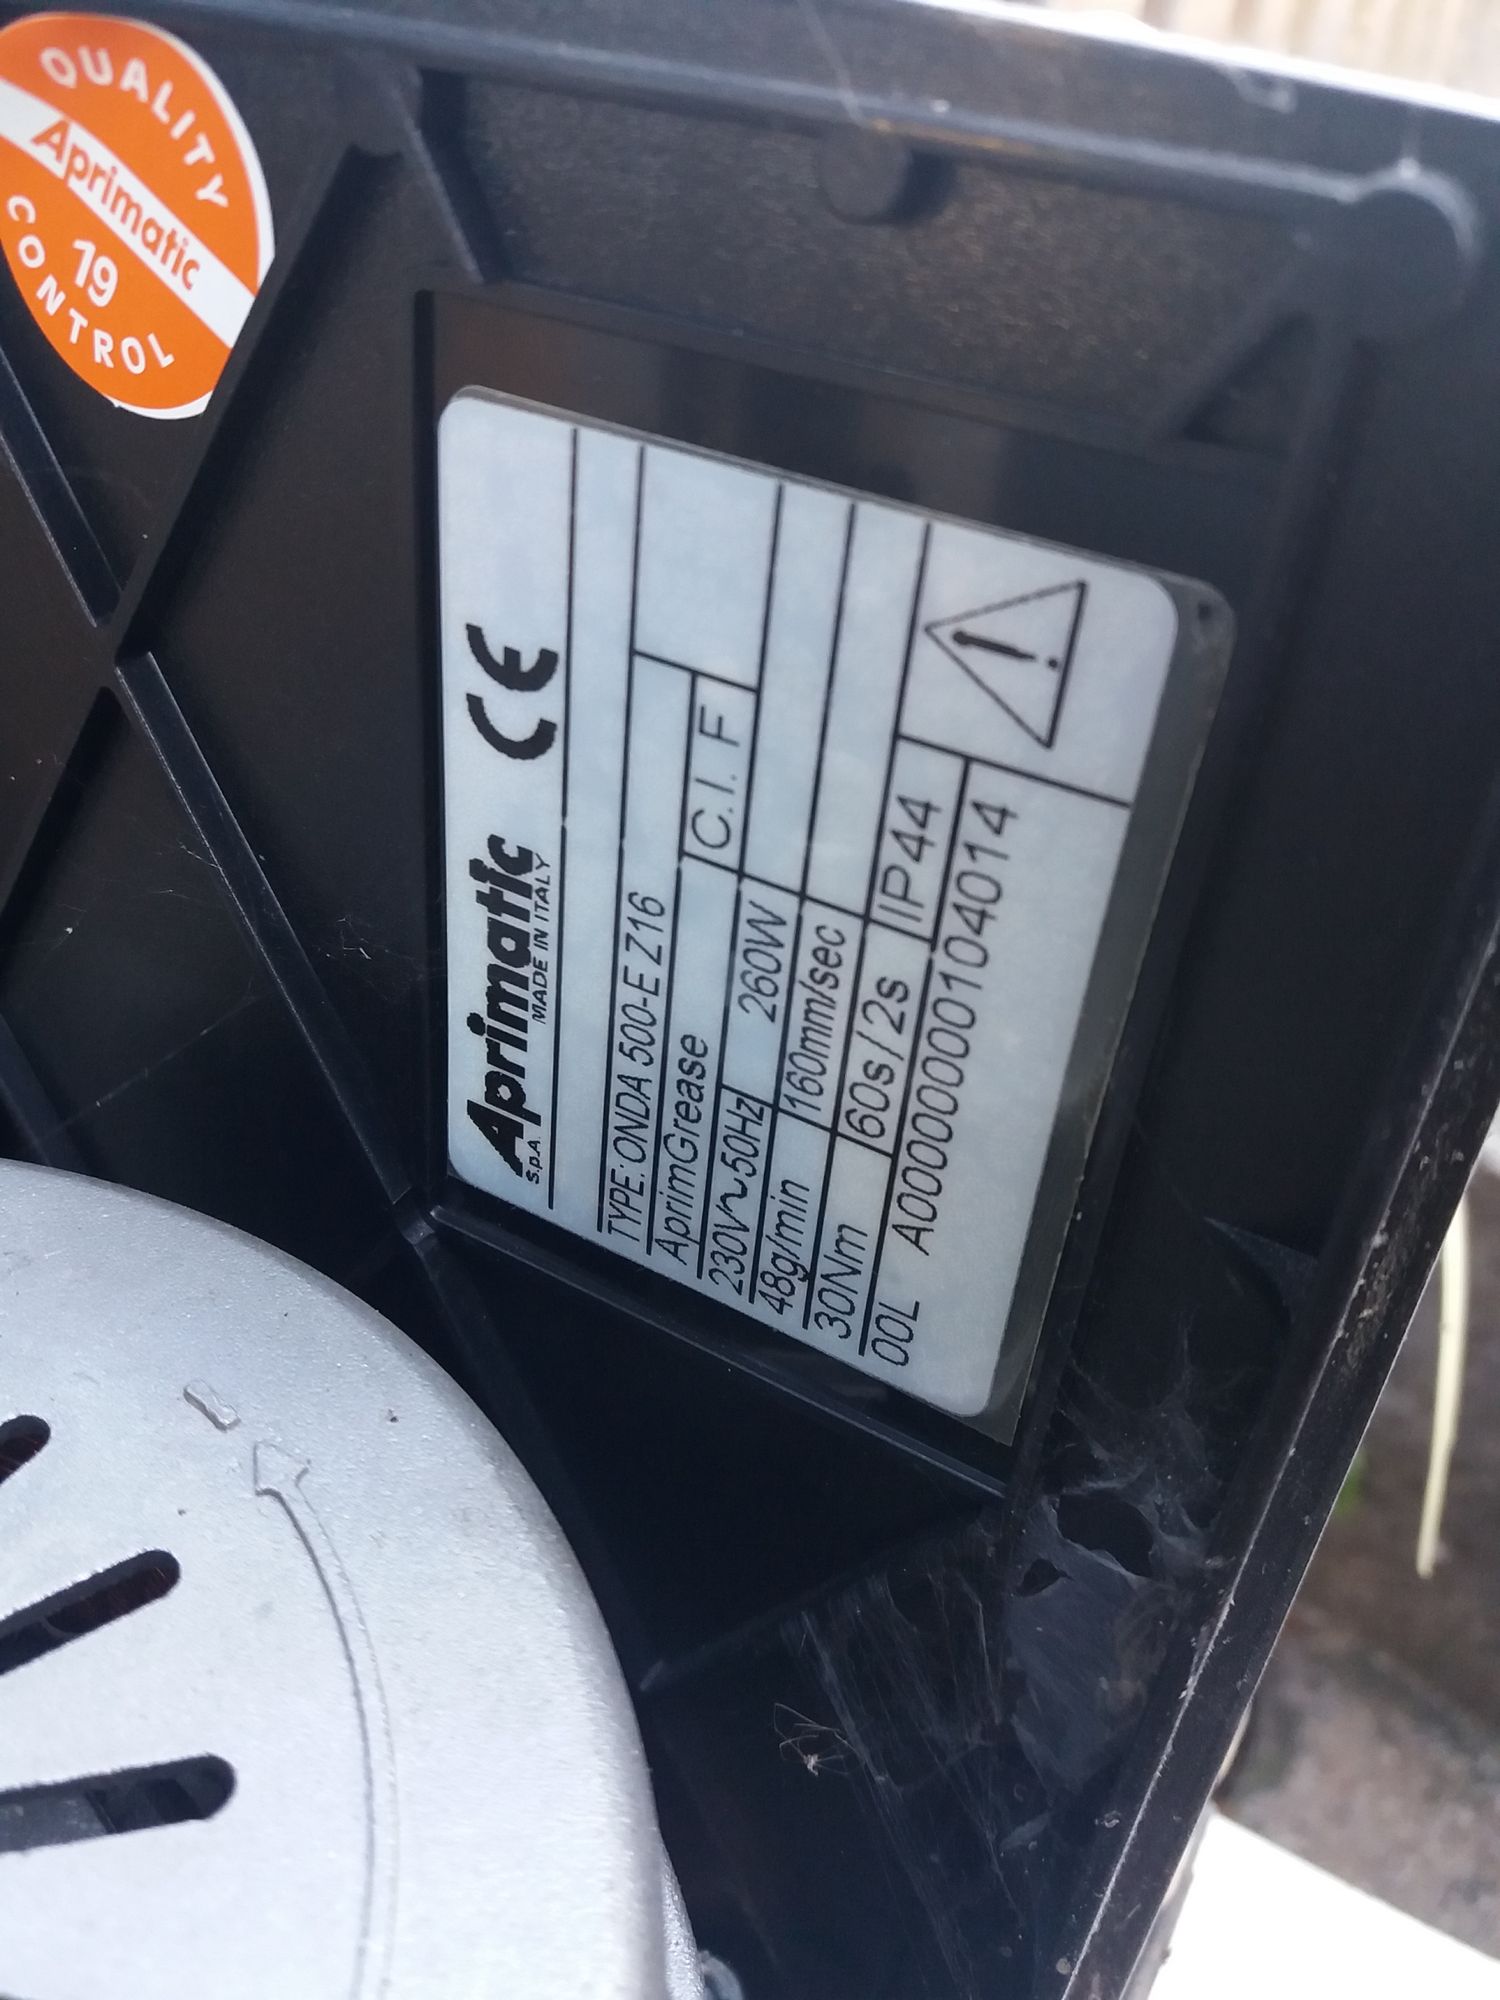 QUALITY
Aprimatic
19
CONTROL
Aprimatic CE
S.p.A. MADE IN ITALY
TYPE: ONDA 500-E Z16
AprimGrease C.I.F
230V~50Hz 260W
48g/min 160mm/sec
30Nm 60s/2s IP44
00L A00000000104014